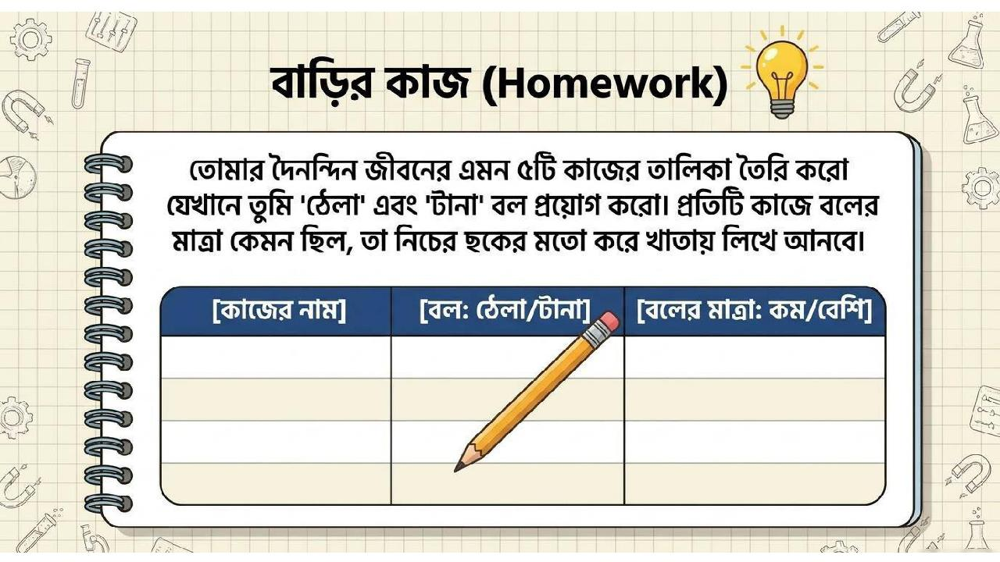 বাড়ির কাজ (Homework)
তোমার দৈনন্দিন জীবনের এমন ৫টি কাজের তালিকা তৈরি করো
যেখানে তুমি 'ঠেলা' এবং 'টানা' বল প্রয়োগ করো। প্রতিটি কাজে বলের
মাত্রা কেমন ছিল, তা নিচের ছকের মতো করে খাতায় লিখে আনবে।
[কাজের নাম] [বল: ঠেলা/টানা] [বলের মাত্রা: কম/বেশি]